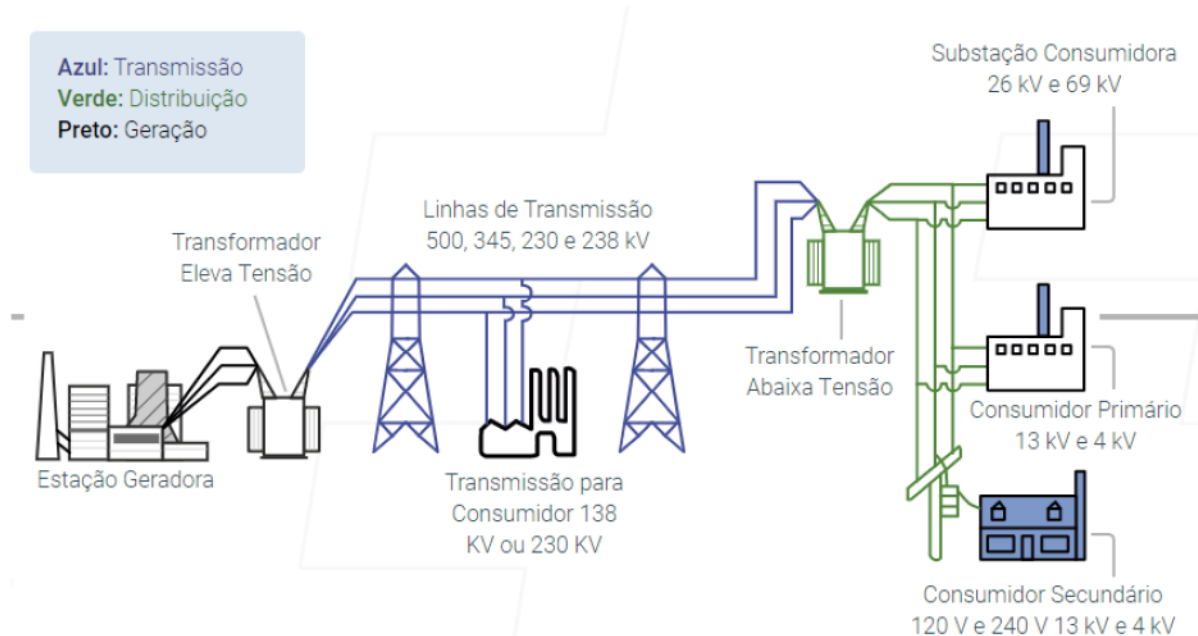 Azul: Transmissão
Verde: Distribuição
Preto: Geração
Substação Consumidora
26 kV e 69 kV
Linhas de Transmissão
500, 345, 230 e 238 kV
Transformador
Eleva Tensão
Transformador
Abaixa Tensão
Consumidor Primário
13 kV e 4 kV
Estação Geradora
Transmissão para
Consumidor 138
KV ou 230 KV
Consumidor Secundário
120 V e 240 V 13 kV e 4 kV